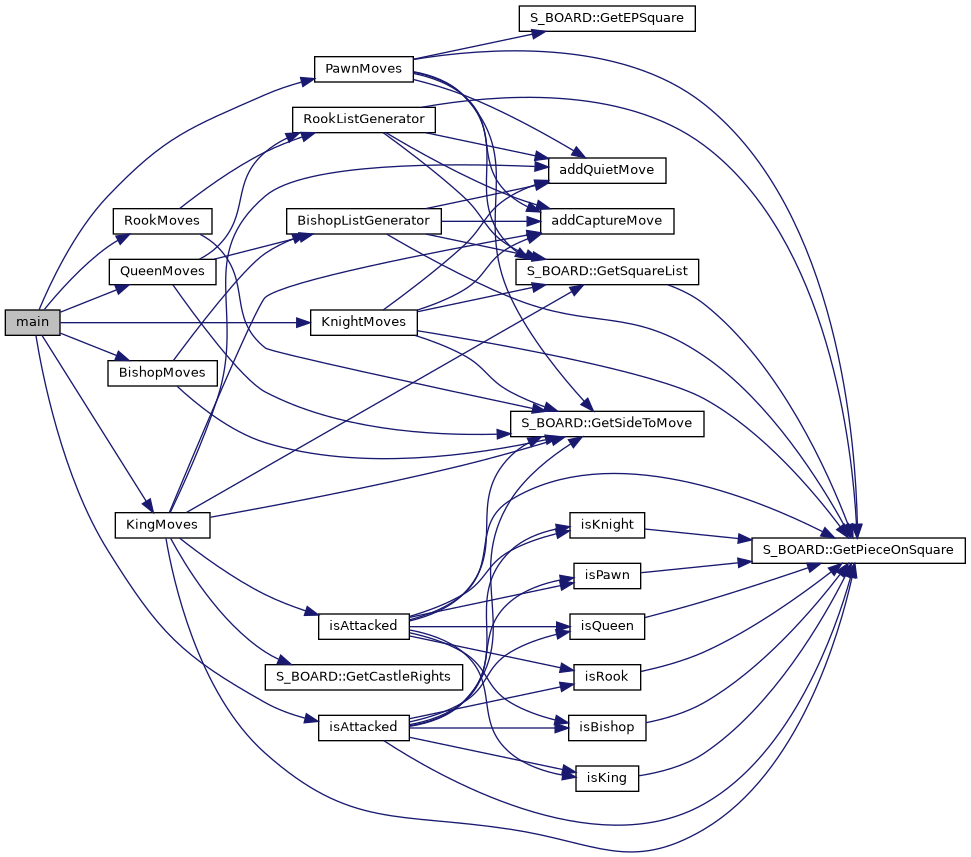 S_BOARD::GetEPSquare
PawnMoves
RookListGenerator
addQuietMove
RookMoves
BishopListGenerator
addCaptureMove
QueenMoves
S_BOARD::GetSquareList
main
KnightMoves
BishopMoves
S_BOARD::GetSideToMove
KingMoves
isKnight
S_BOARD::GetPieceOnSquare
isPawn
isAttacked
isQueen
S_BOARD::GetCastleRights
isRook
isAttacked
isBishop
isKing